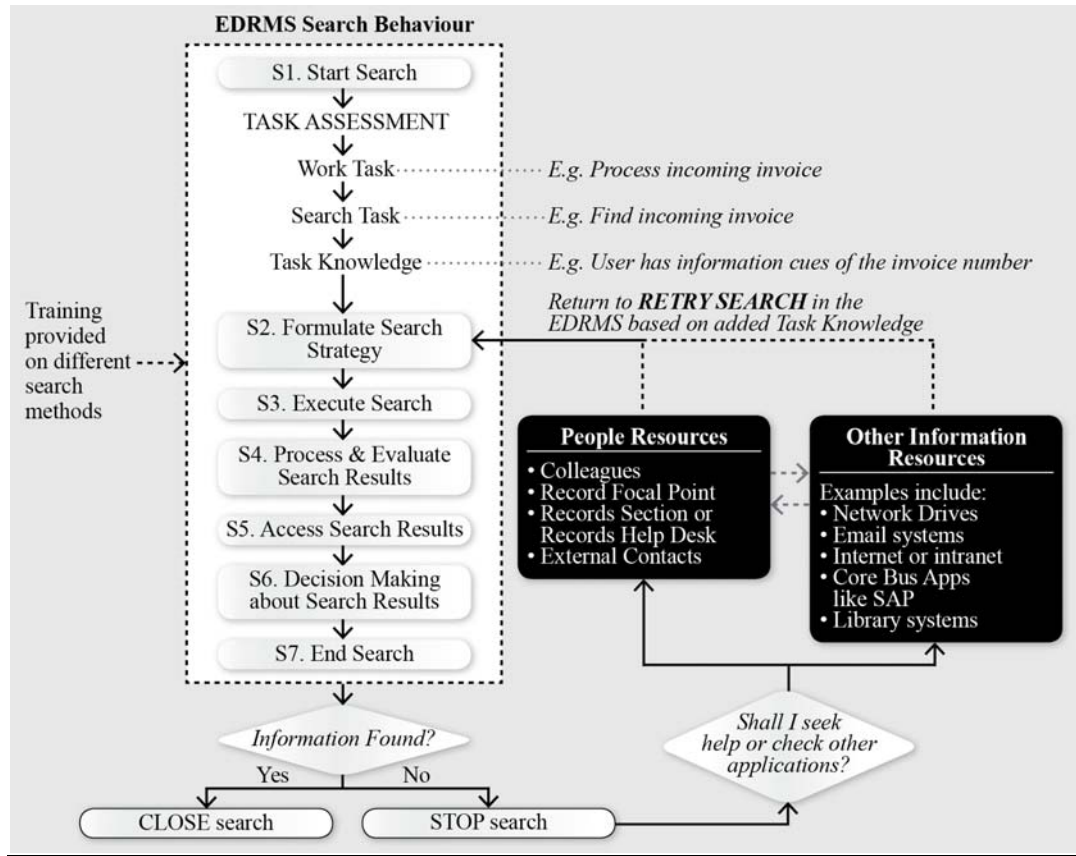 EDRMS Search Behaviour
S1. Start Search
TASK ASSESSMENT
Work Task
E.g. Process incoming invoice
Search Task
E.g. Find incoming invoice
Task Knowledge
E.g. User has information cues of the invoice number
Return to RETRY SEARCH in the
EDRMS based on added Task Knowledge
Training
provided
on different
search
methods
S2. Formulate Search
Strategy
S3. Execute Search
S4. Process & Evaluate
Search Results
S5. Access Search Results
S6. Decision Making
about Search Results
S7. End Search
People Resources
• Colleagues
• Record Focal Point
• Records Section or
Records Help Desk
• External Contacts
Other Information
Resources
Examples include:
• Network Drives
• Email systems
• Internet or intranet
• Core Bus Apps
like SAP
• Library systems
Information Found?
Yes
No
CLOSE search
STOP search
Shall I seek
help or check other
applications?